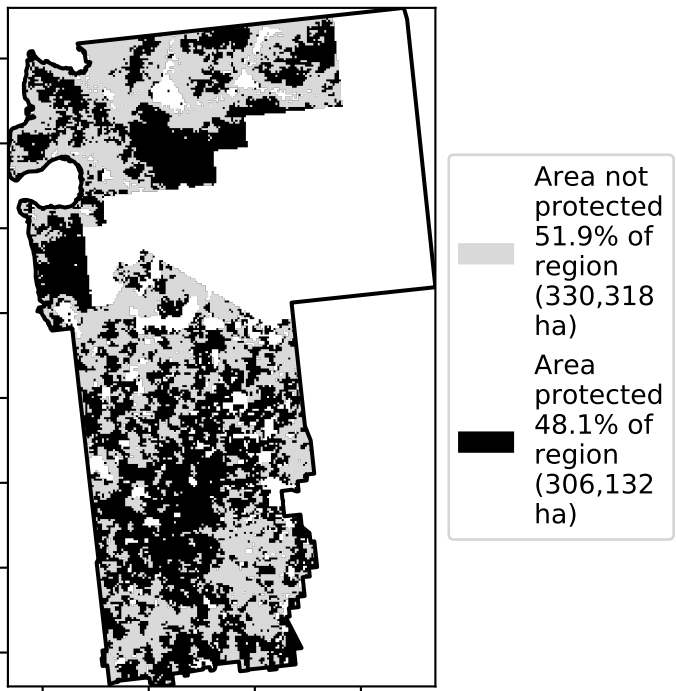 Area not
protected
51.9% of
region
(330,318
ha)
Area
protected
48.1% of
region
(306,132
ha)